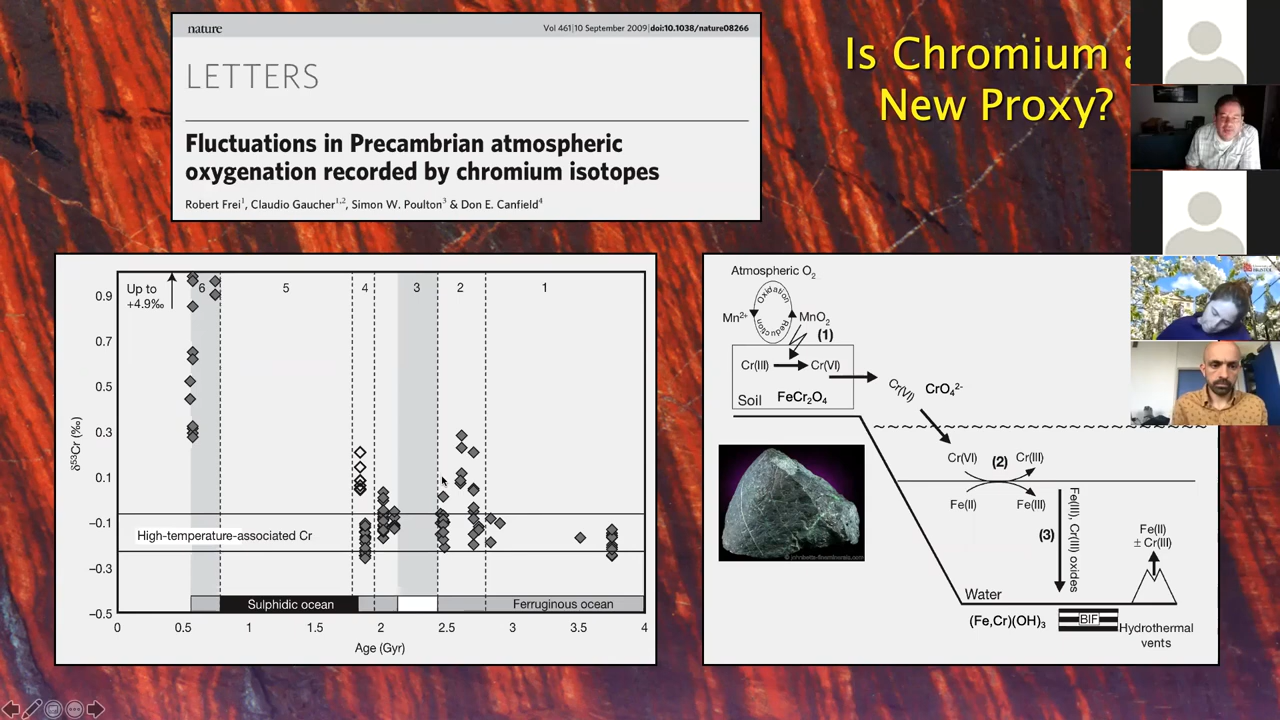 nature
Vol 461|10 September 2009|doi:10.1038/nature08266
LETTERS
Fluctuations in Precambrian atmospheric
oxygenation recorded by chromium isotopes
Robert Frei¹, Claudio Gaucher¹,², Simon W. Poulton³ & Don E. Canfield⁴
Is Chromium a
New Proxy?
Up to
+4.9‰
6
5
4
3
2
1
0.9
0.7
0.5
0.3
0.1
−0.1
−0.3
−0.5
δ⁵³Cr (‰)
High-temperature-associated Cr
Sulphidic ocean
Ferruginous ocean
0
0.5
1
1.5
2
2.5
3
3.5
4
Age (Gyr)
Atmospheric O₂
Oxidation
Reduction
Mn²⁺
MnO₂
(1)
Cr(III)
Cr(VI)
Soil
FeCr₂O₄
Cr(VI)
CrO₄²⁻
Cr(VI)
(2)
Cr(III)
Fe(II)
Fe(III)
(3)
Fe(III), Cr(III) oxides
Fe(II)
± Cr(III)
Water
(Fe,Cr)(OH)₃
BIF
Hydrothermal
vents